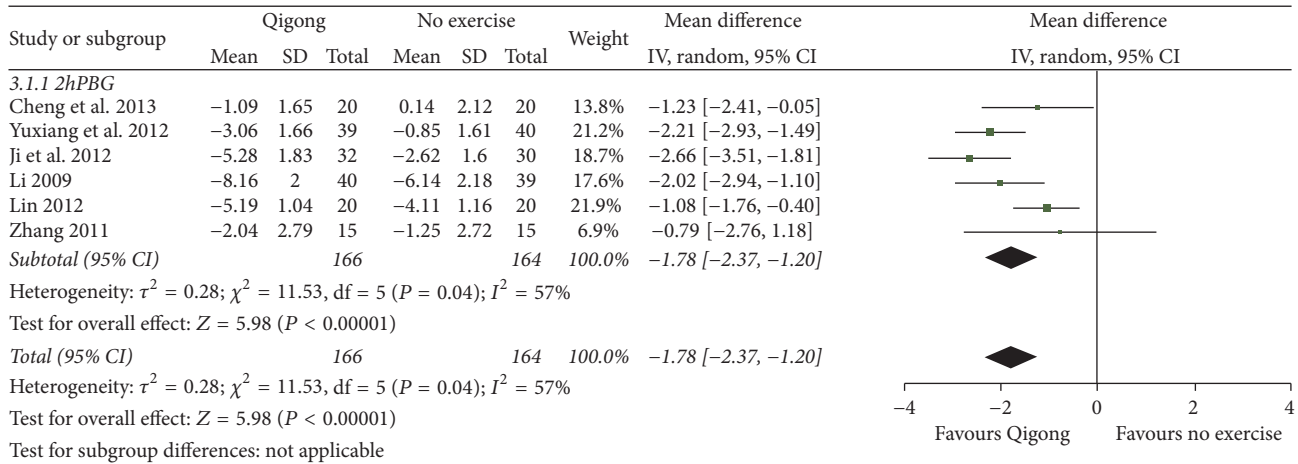 Study or subgroup Qigong No exercise Weight Mean difference Mean difference
Mean SD Total Mean SD Total IV, random, 95% CI IV, random, 95% CI
3.1.1 2hPBG
Cheng et al. 2013 −1.09 1.65 20 0.14 2.12 20 13.8% −1.23 [−2.41, −0.05]
Yuxiang et al. 2012 −3.06 1.66 39 −0.85 1.61 40 21.2% −2.21 [−2.93, −1.49]
Ji et al. 2012 −5.28 1.83 32 −2.62 1.6 30 18.7% −2.66 [−3.51, −1.81]
Li 2009 −8.16 2 40 −6.14 2.18 39 17.6% −2.02 [−2.94, −1.10]
Lin 2012 −5.19 1.04 20 −4.11 1.16 20 21.9% −1.08 [−1.76, −0.40]
Zhang 2011 −2.04 2.79 15 −1.25 2.72 15 6.9% −0.79 [−2.76, 1.18]
Subtotal (95% CI) 166 164 100.0% −1.78 [−2.37, −1.20]
Heterogeneity: τ² = 0.28; χ² = 11.53, df = 5 (P = 0.04); I² = 57%
Test for overall effect: Z = 5.98 (P < 0.00001)
Total (95% CI) 166 164 100.0% −1.78 [−2.37, −1.20]
Heterogeneity: τ² = 0.28; χ² = 11.53, df = 5 (P = 0.04); I² = 57%
Test for overall effect: Z = 5.98 (P < 0.00001)
Test for subgroup differences: not applicable
−4 −2 0 2 4
Favours Qigong Favours no exercise